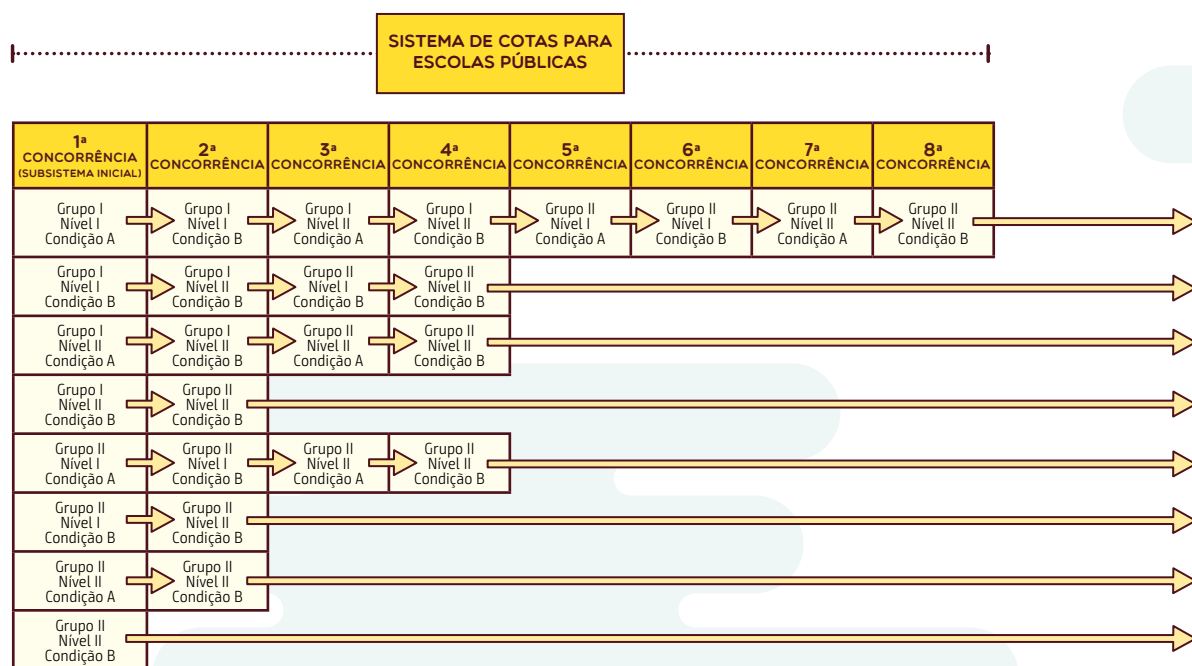 SISTEMA DE COTAS PARA
ESCOLAS PÚBLICAS
1ª
CONCORRÊNCIA
(SUBSISTEMA INICIAL)
2ª
CONCORRÊNCIA
3ª
CONCORRÊNCIA
4ª
CONCORRÊNCIA
5ª
CONCORRÊNCIA
6ª
CONCORRÊNCIA
7ª
CONCORRÊNCIA
8ª
CONCORRÊNCIA
Grupo I
Nível I
Condição A
Grupo I
Nível I
Condição B
Grupo I
Nível II
Condição A
Grupo I
Nível II
Condição B
Grupo II
Nível I
Condição A
Grupo II
Nível I
Condição B
Grupo II
Nível II
Condição A
Grupo II
Nível II
Condição B
Grupo I
Nível I
Condição B
Grupo I
Nível II
Condição B
Grupo II
Nível I
Condição B
Grupo II
Nível II
Condição B
Grupo I
Nível II
Condição A
Grupo I
Nível II
Condição B
Grupo II
Nível II
Condição A
Grupo II
Nível II
Condição B
Grupo I
Nível II
Condição B
Grupo II
Nível II
Condição B
Grupo II
Nível I
Condição A
Grupo II
Nível I
Condição B
Grupo II
Nível II
Condição A
Grupo II
Nível II
Condição B
Grupo II
Nível I
Condição B
Grupo II
Nível II
Condição B
Grupo II
Nível II
Condição A
Grupo II
Nível II
Condição B
Grupo II
Nível II
Condição B